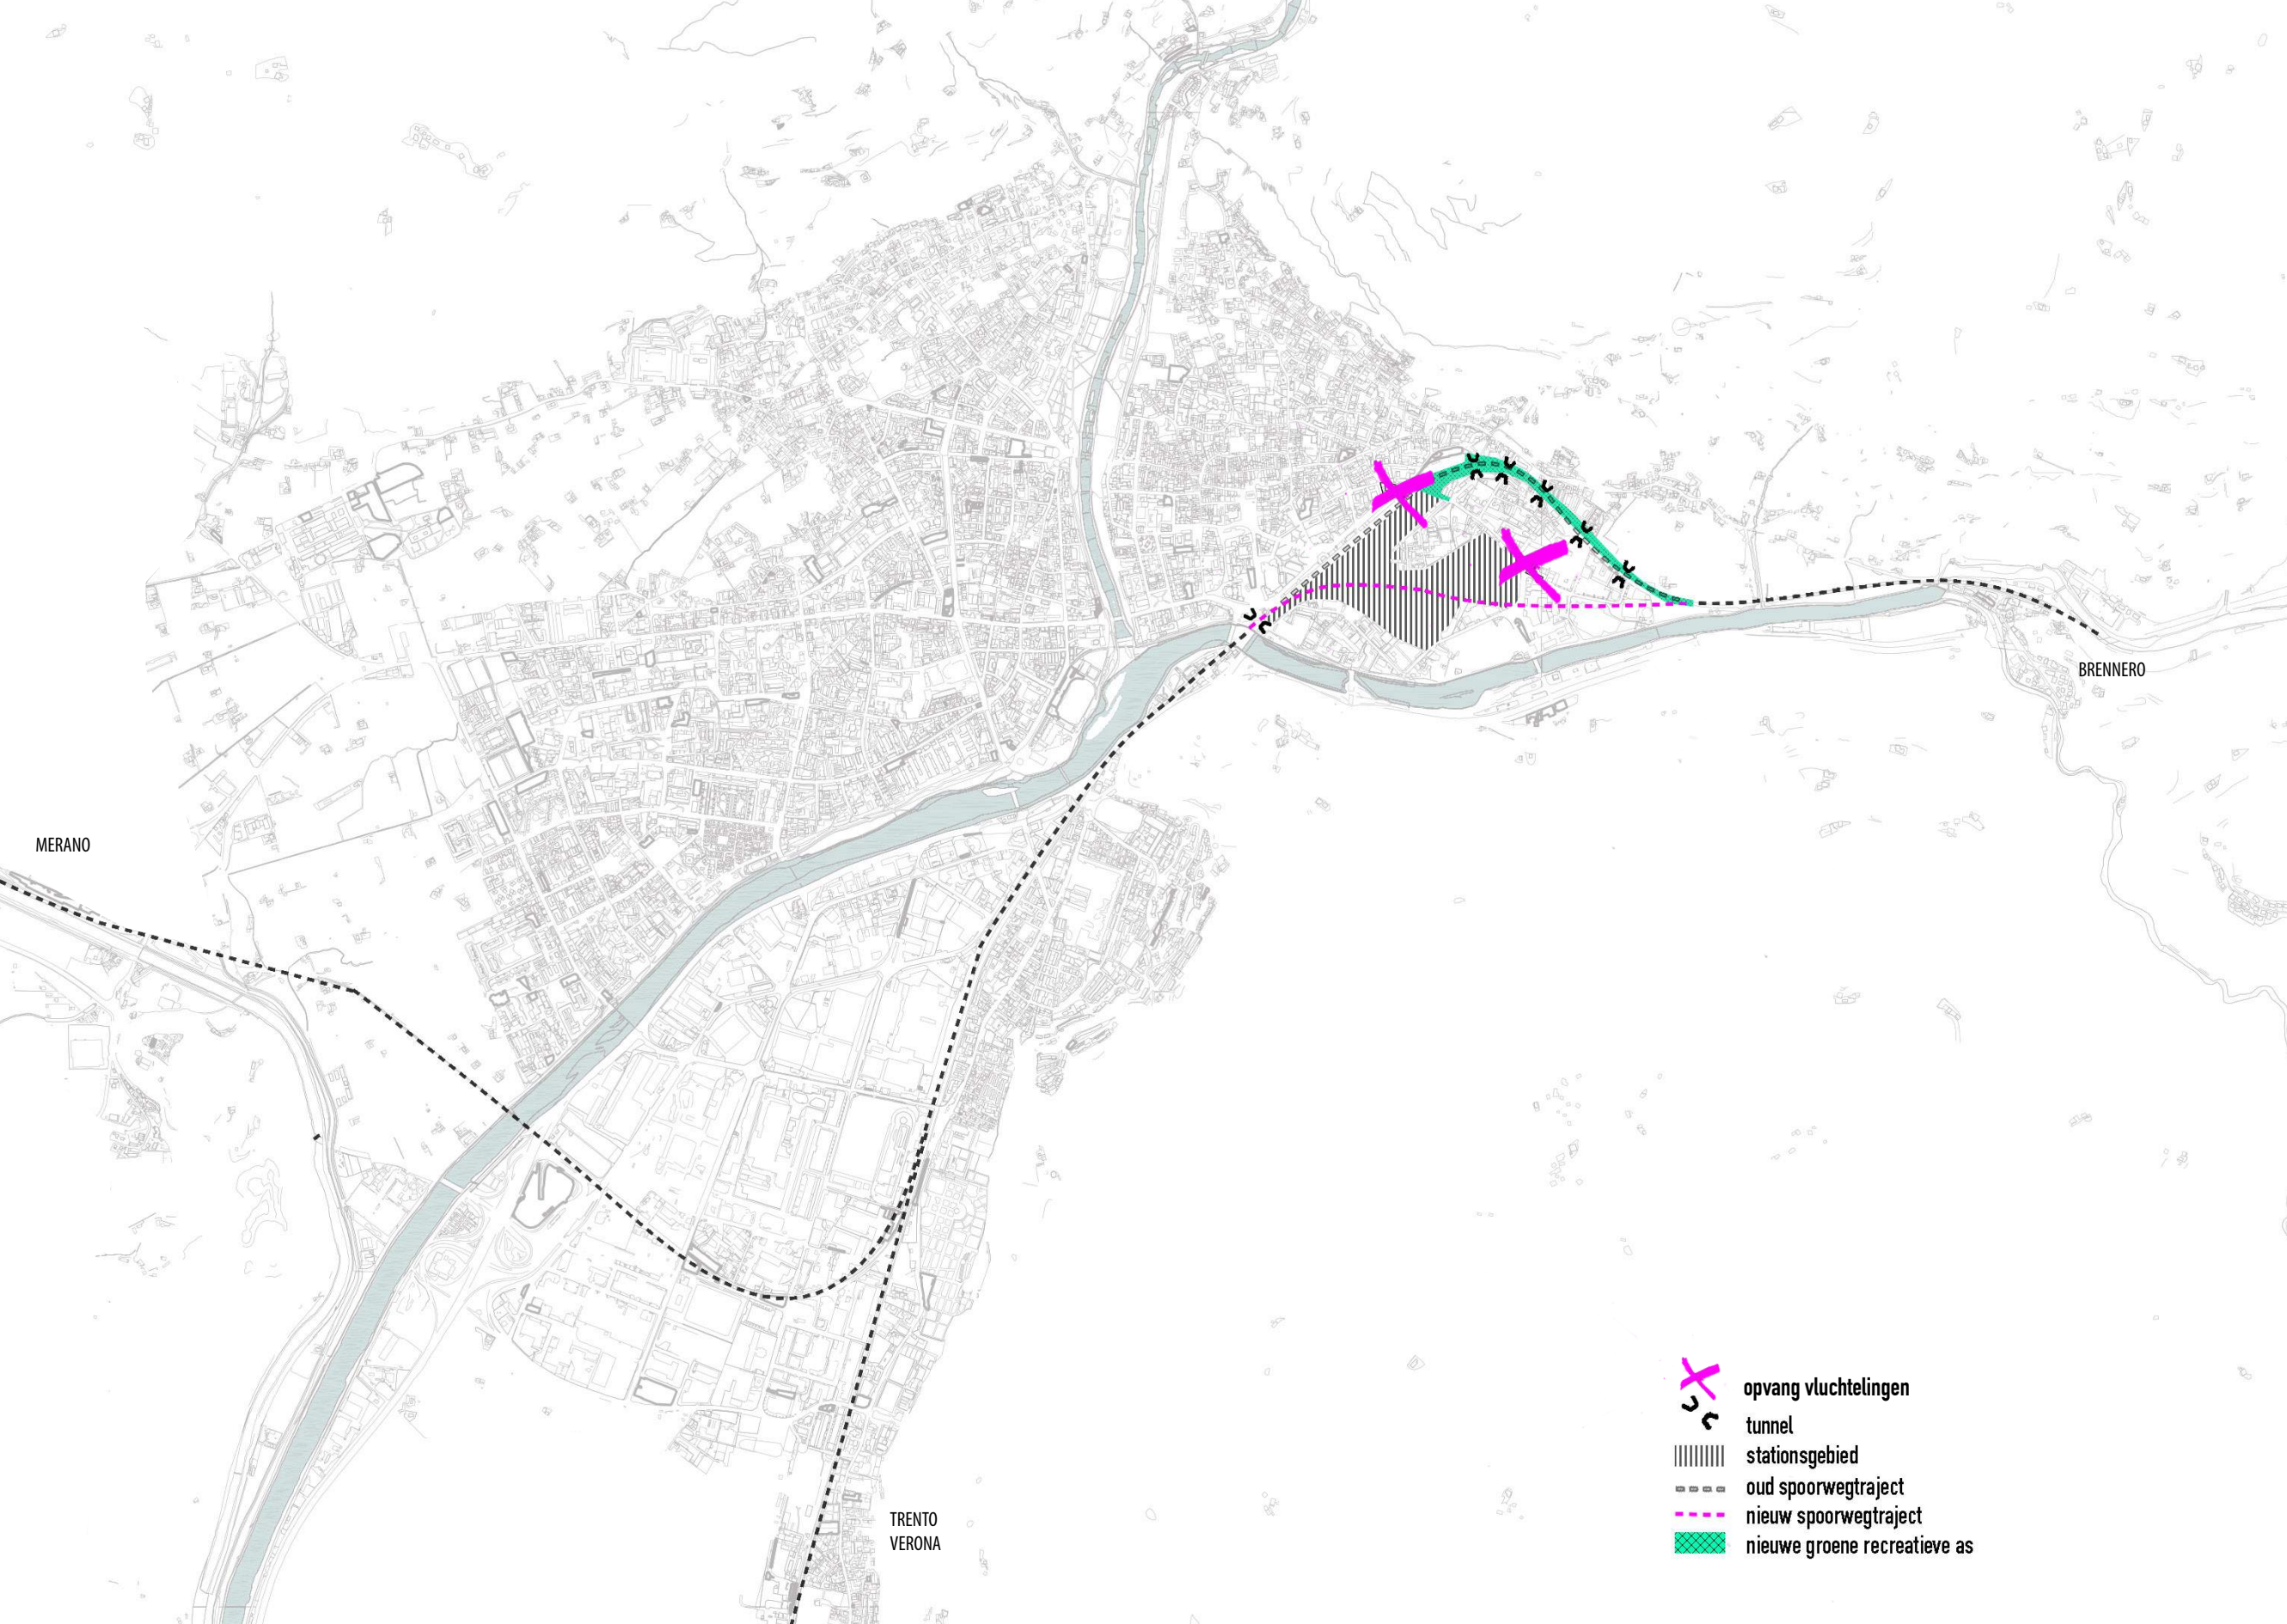 BRENNERO
MERANO
TRENTO
VERONA
opvang vluchtelingen
tunnel
stationsgebied
oud spoorwegtraject
nieuw spoorwegtraject
nieuwe groene recreatieve as